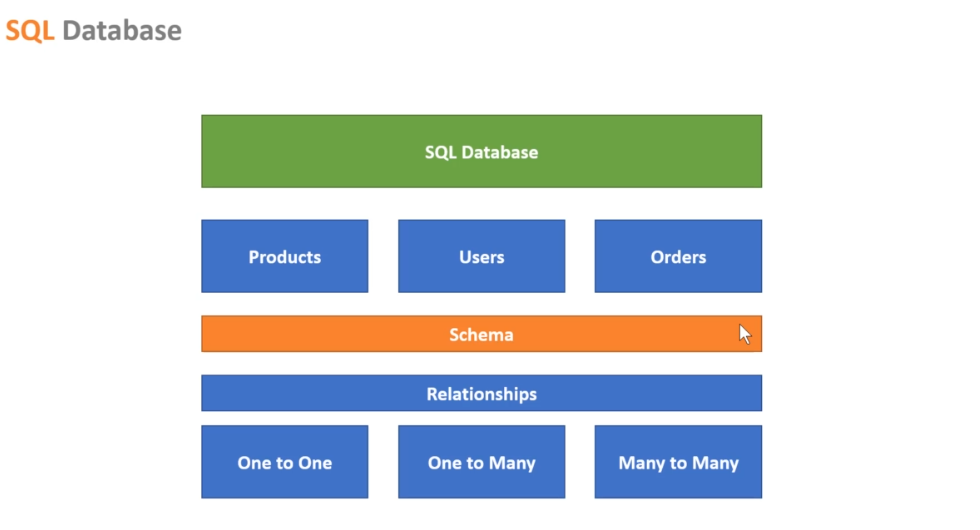 SQL Database
SQL Database
Products
Users
Orders
Schema
Relationships
One to One
One to Many
Many to Many